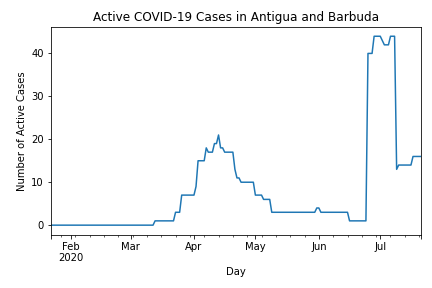 Active COVID-19 Cases in Antigua and Barbuda
Number of Active Cases
40
30
20
10
0
Feb Mar Apr May Jun Jul
2020
Day